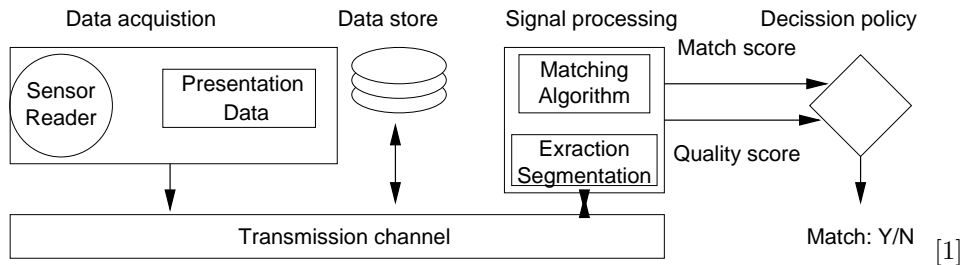 Data acquistion
Data store
Signal processing
Decission policy
Sensor
Reader
Presentation
Data
Matching
Algorithm
Exraction
Segmentation
Match score
Quality score
Transmission channel
Match: Y/N
[1]